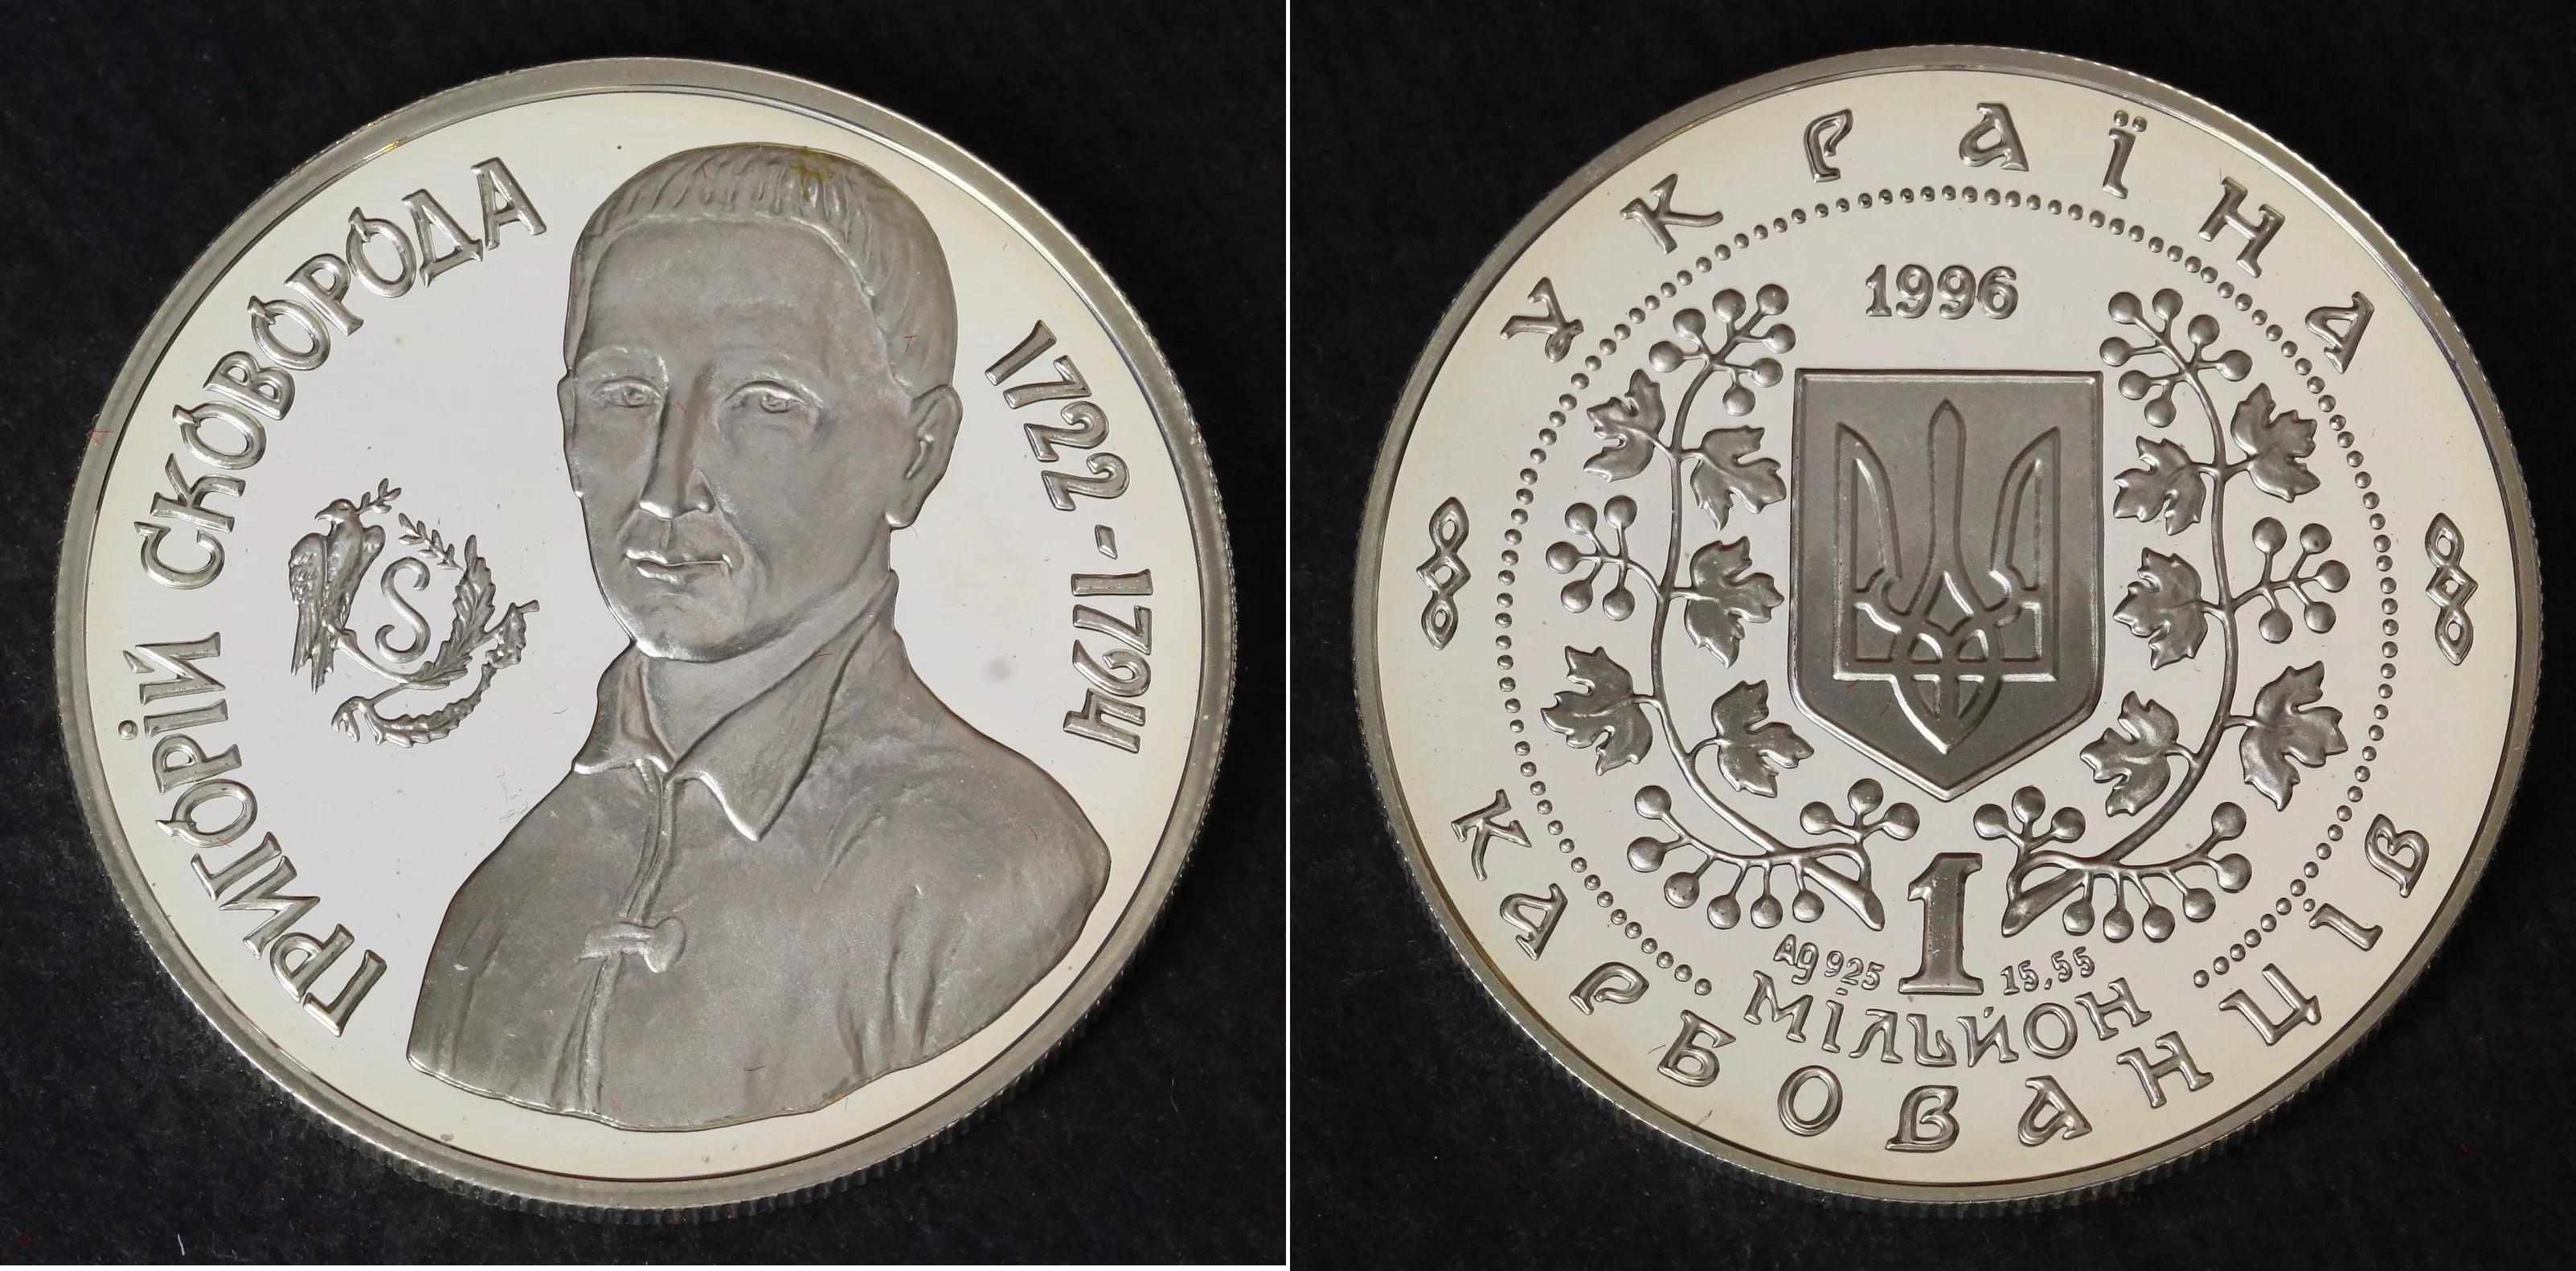 ГРИГОРІЙ СКОВОРОДА
1722-1794
S
УКРАЇНА
1996
Ag 925
1
15,55
МІЛЬЙОН
КАРБОВАНЦІВ